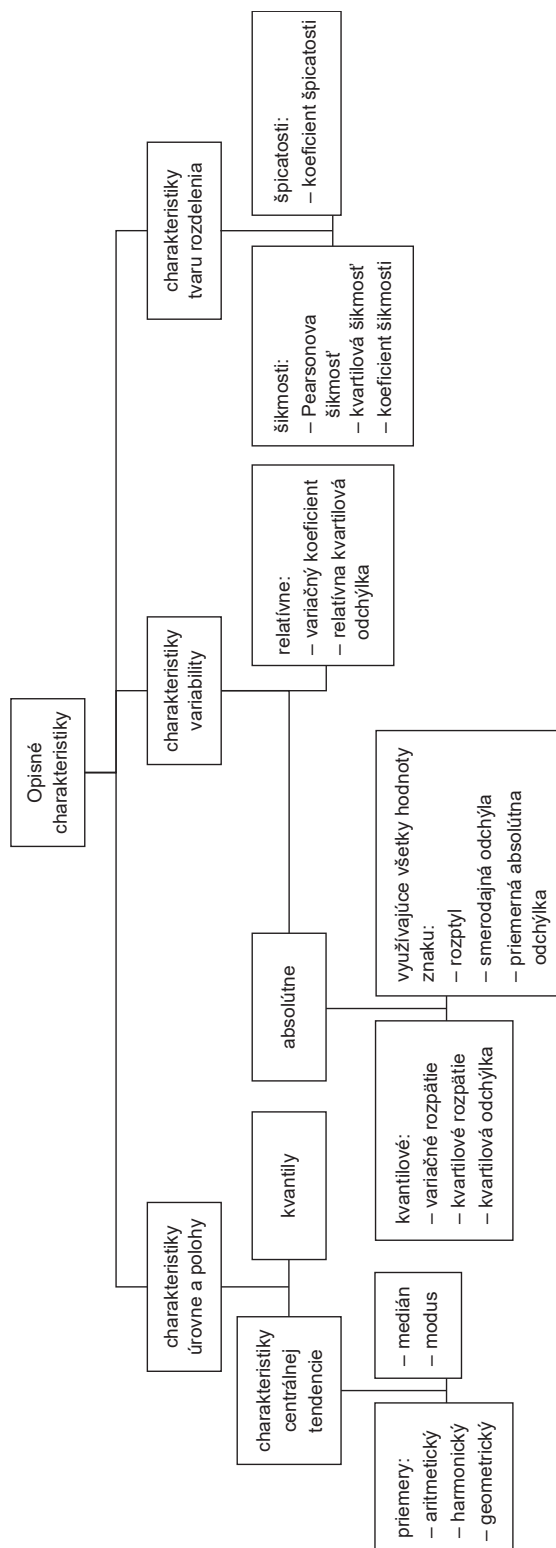 Opisné
charakteristiky
charakteristiky
úrovne a polohy
charakteristiky
variability
charakteristiky
tvaru rozdelenia
charakteristiky
centrálnej
tendencie
kvantily
absolútne
relatívne:
– variačný koeficient
– relatívna kvartilová
odchýlka
šikmosti:
– Pearsonova
šikmosť
– kvartilová šikmosť
– koeficient šikmosti
špicatosti:
– koeficient špicatosti
priemery:
– aritmetický
– harmonický
– geometrický
– medián
– modus
kvantilové:
– variačné rozpätie
– kvartilové rozpätie
– kvartilová odchýlka
využívajúce všetky hodnoty
znaku:
– rozptyl
– smerodajná odchýla
– priemerná absolútna
odchýlka